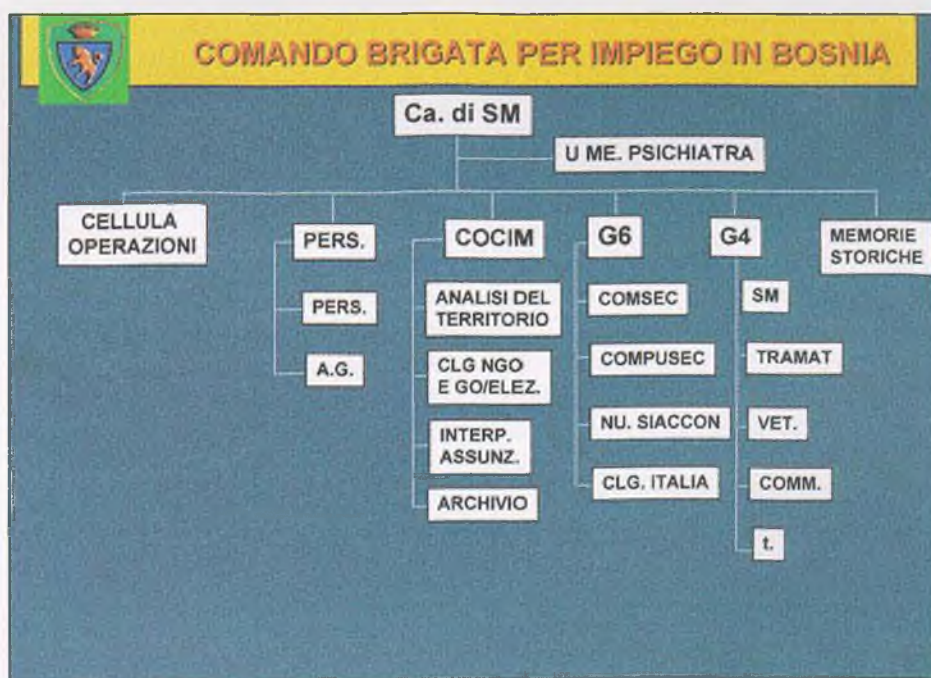 COMANDO BRIGATA PER IMPIEGO IN BOSNIA
Ca. di SM
U ME. PSICHIATRA
CELLULA
OPERAZIONI
PERS.
PERS.
A.G.
COCIM
ANALISI DEL
TERRITORIO
CLG NGO
E GO/ELEZ.
INTERP.
ASSUNZ.
ARCHIVIO
G6
COMSEC
COMPUSEC
NU. SIACCON
CLG. ITALIA
G4
SM
TRAMAT
VET.
COMM.
t.
MEMORIE
STORICHE